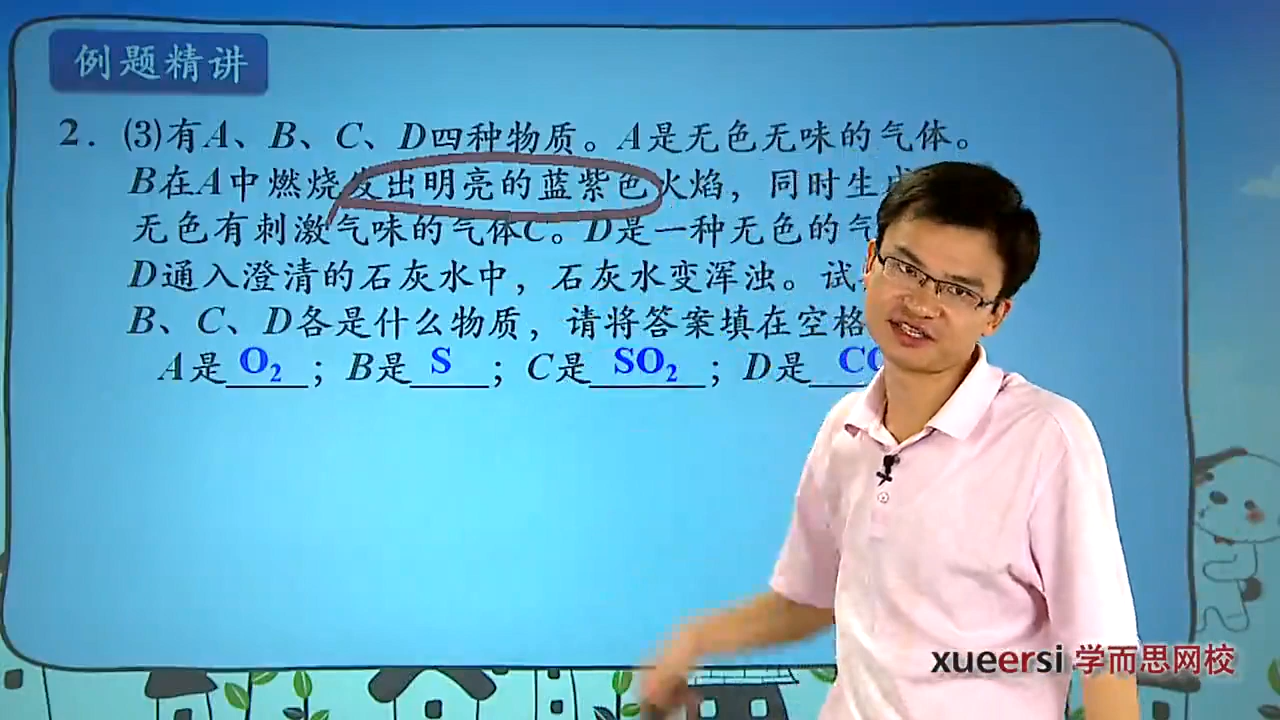 例题精讲
2．(3)有A、B、C、D四种物质。A是无色无味的气体。
B在A中燃烧发出明亮的蓝紫色火焰，同时生成
无色有刺激气味的气体C。D是一种无色的气
D通入澄清的石灰水中，石灰水变浑浊。试
B、C、D各是什么物质，请将答案填在空格
A是 O₂ ；B是 S ；C是 SO₂ ；D是 CO
xueersi 学而思网校